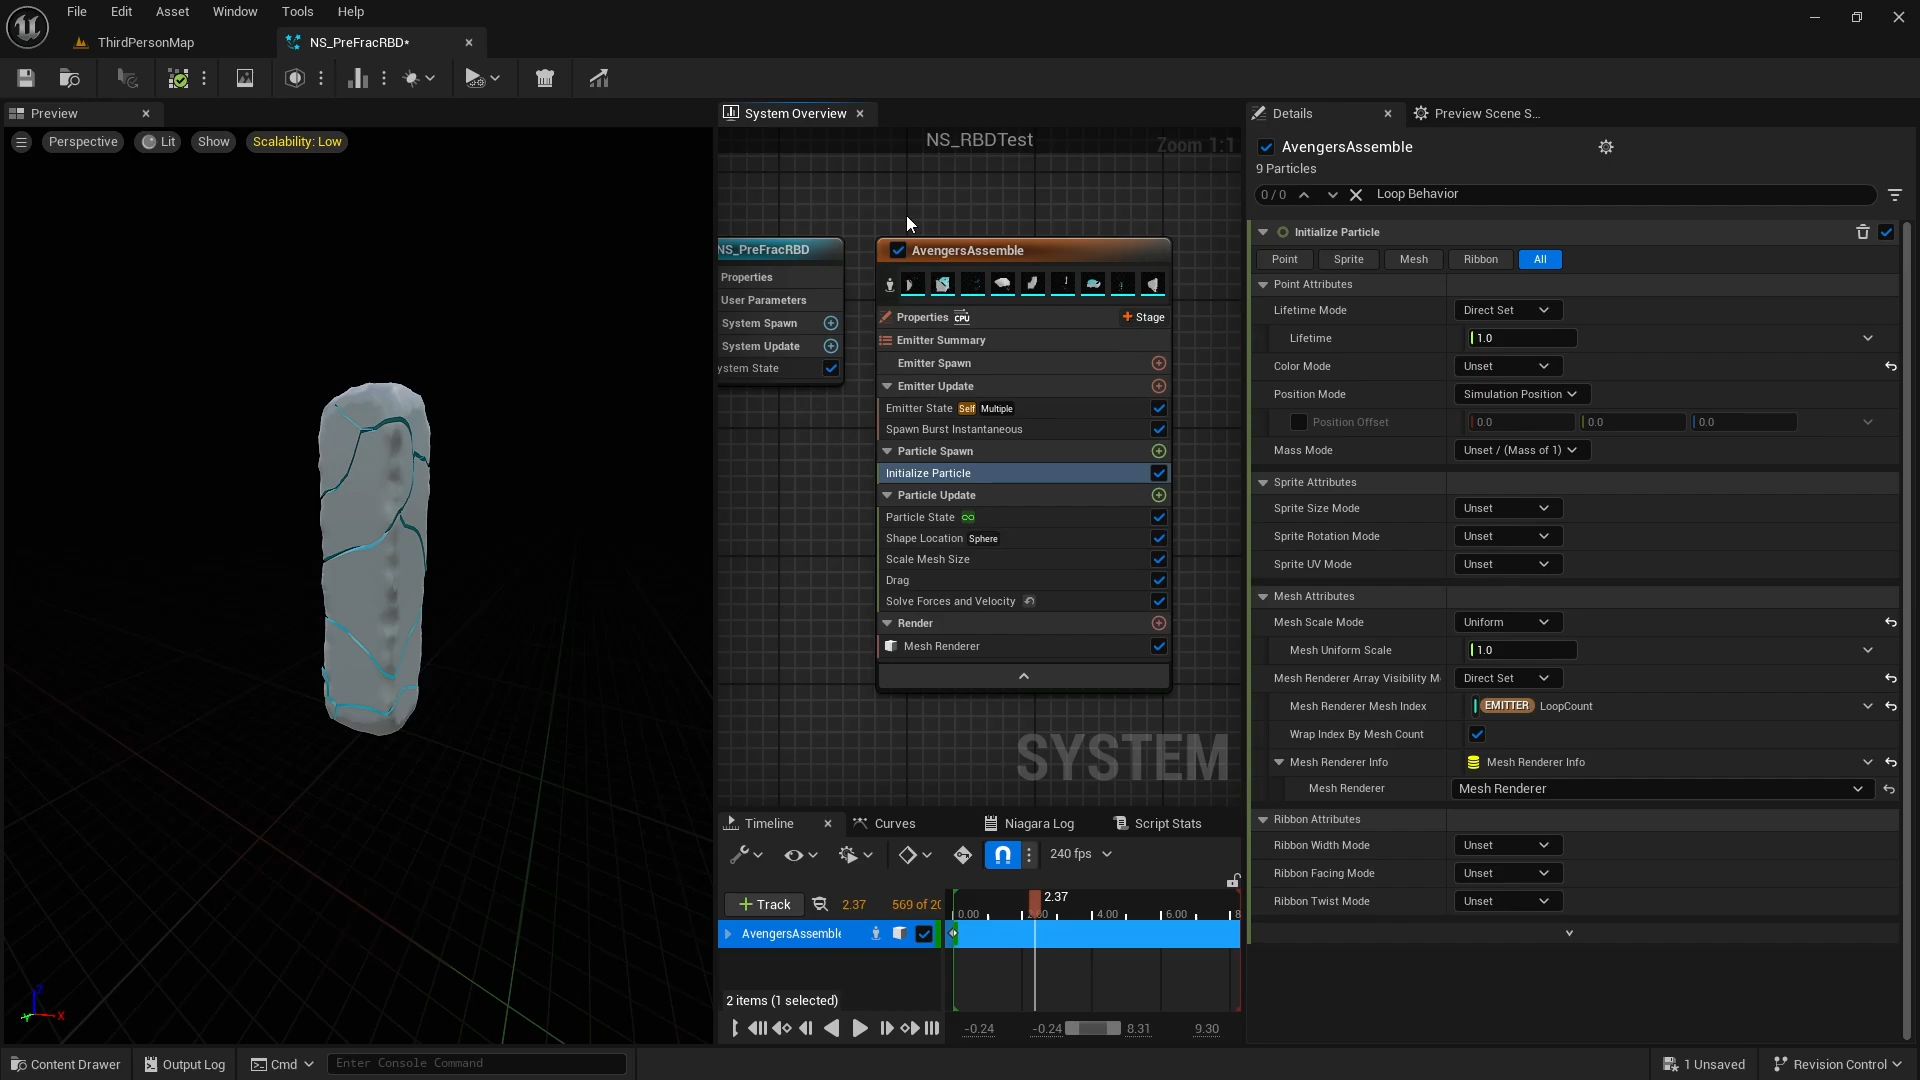 File Edit Asset Window Tools Help
ThirdPersonMap NS_PreFracRBD*
Preview
Perspective Lit Show Scalability: Low
System Overview
NS_RBDTest
Zoom 1:1
NS_PreFracRBD
Properties
User Parameters
System Spawn
System Update
ystem State
AvengersAssemble
Properties CPU Stage
Emitter Summary
Emitter Spawn
Emitter Update
Emitter State Self Multiple
Spawn Burst Instantaneous
Particle Spawn
Initialize Particle
Particle Update
Particle State
Shape Location Sphere
Scale Mesh Size
Drag
Solve Forces and Velocity
Render
Mesh Renderer
SYSTEM
Timeline Curves Niagara Log Script Stats
240 fps
Track 2.37 569 of 20
2.37
0.00 2.00 4.00 6.00 8
AvengersAssemble
2 items (1 selected)
-0.24 -0.24 8.31 9.30
Details Preview Scene S...
AvengersAssemble
9 Particles
0 / 0 Loop Behavior
Initialize Particle
Point Sprite Mesh Ribbon All
Point Attributes
Lifetime Mode Direct Set
Lifetime 1.0
Color Mode Unset
Position Mode Simulation Position
Position Offset 0.0 0.0 0.0
Mass Mode Unset / (Mass of 1)
Sprite Attributes
Sprite Size Mode Unset
Sprite Rotation Mode Unset
Sprite UV Mode Unset
Mesh Attributes
Mesh Scale Mode Uniform
Mesh Uniform Scale 1.0
Mesh Renderer Array Visibility M Direct Set
Mesh Renderer Mesh Index EMITTER LoopCount
Wrap Index By Mesh Count
Mesh Renderer Info Mesh Renderer Info
Mesh Renderer Mesh Renderer
Ribbon Attributes
Ribbon Width Mode Unset
Ribbon Facing Mode Unset
Ribbon Twist Mode Unset
Z
Y X
Content Drawer Output Log Cmd Enter Console Command 1 Unsaved Revision Control